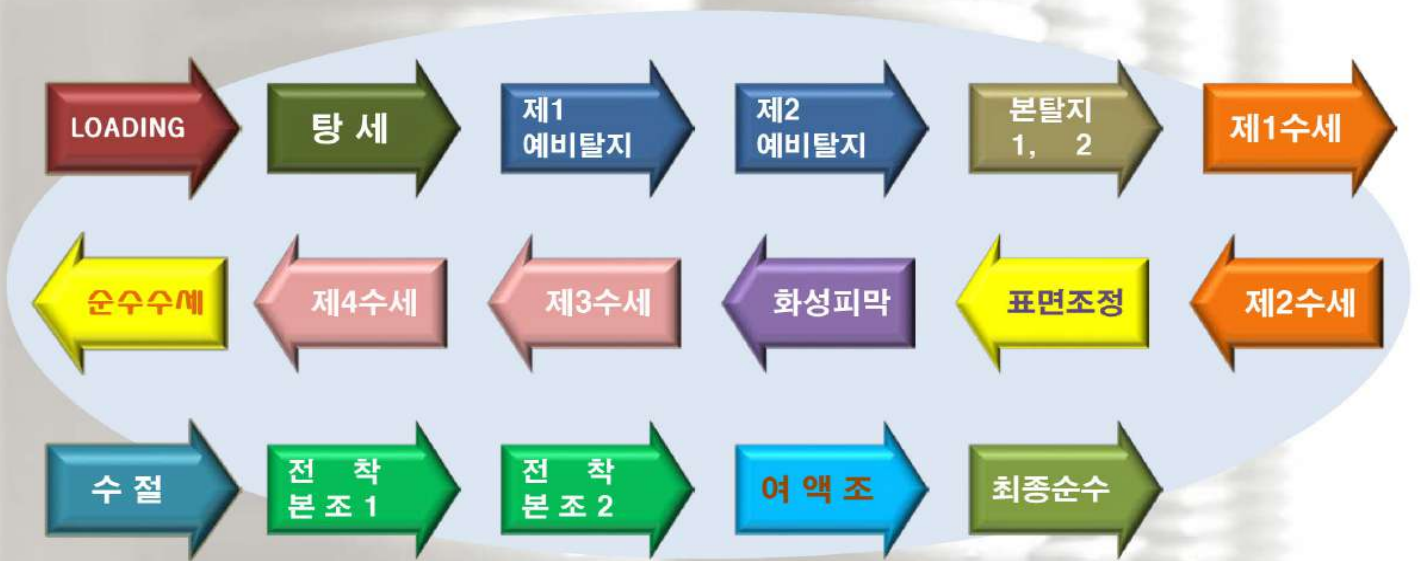 LOADING
탕 세
제1
예비탈지
제2
예비탈지
본탈지
1, 2
제1수세
제2수세
표면조정
화성피막
제3수세
제4수세
순수수세
수 절
전 착
본 조 1
전 착
본 조 2
여 액 조
최종순수